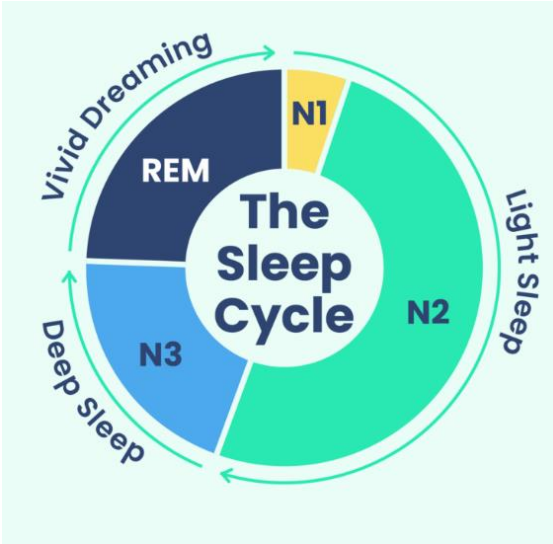 The
Sleep
Cycle
N1
N2
N3
REM
Light Sleep
Deep Sleep
Vivid Dreaming